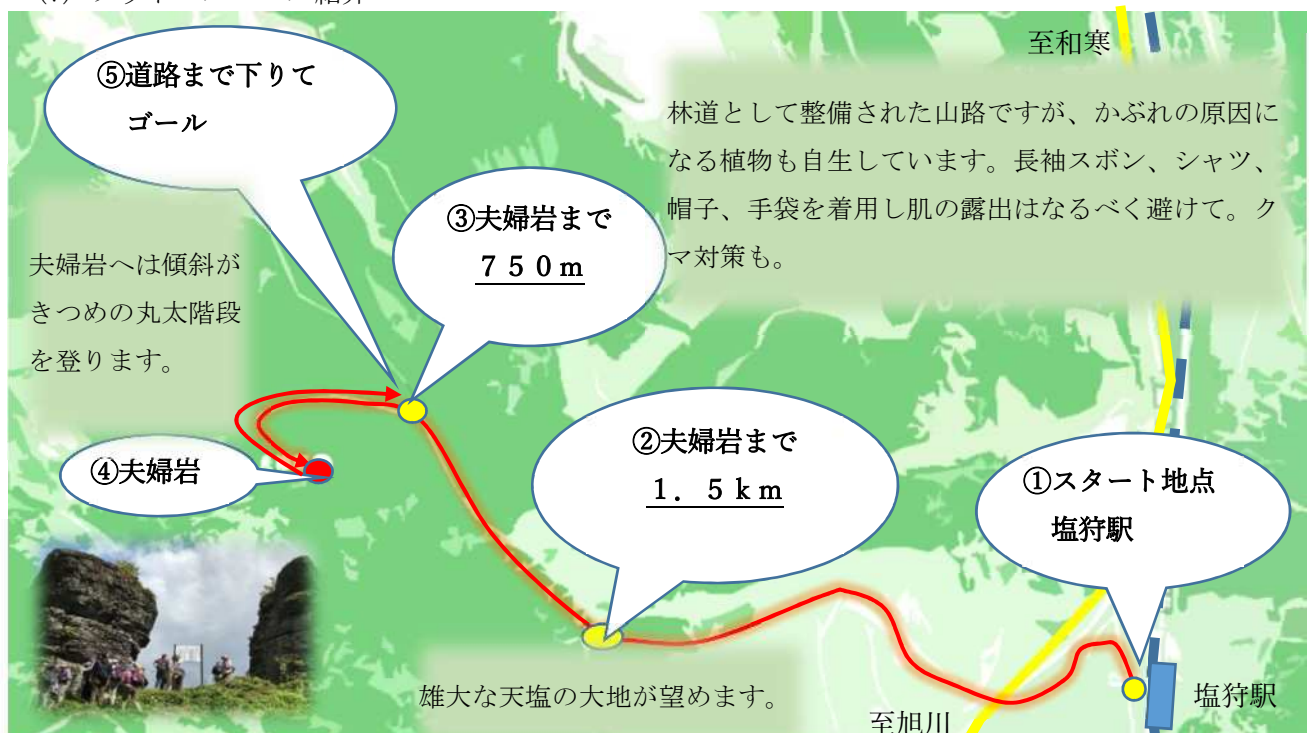 至和寒
⑤道路まで下りて
ゴール
林道として整備された山路ですが、かぶれの原因に
なる植物も自生しています。長袖スボン、シャツ、
帽子、手袋を着用し肌の露出はなるべく避けて。ク
マ対策も。
③夫婦岩まで
７５０ｍ
夫婦岩へは傾斜が
きつめの丸太階段
を登ります。
②夫婦岩まで
１．５ｋｍ
④夫婦岩
①スタート地点
塩狩駅
雄大な天塩の大地が望めます。
塩狩駅
至旭川